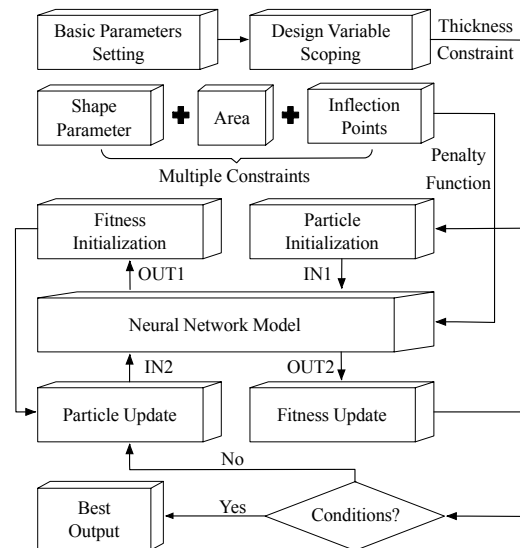 Basic Parameters
Setting
Design Variable
Scoping
Thickness
Constraint
Shape
Parameter
Area
Inflection
Points
Multiple Constraints
Penalty
Function
Fitness
Initialization
Particle
Initialization
OUT1
IN1
Neural Network Model
IN2
OUT2
Particle Update
Fitness Update
No
Best
Output
Yes
Conditions?